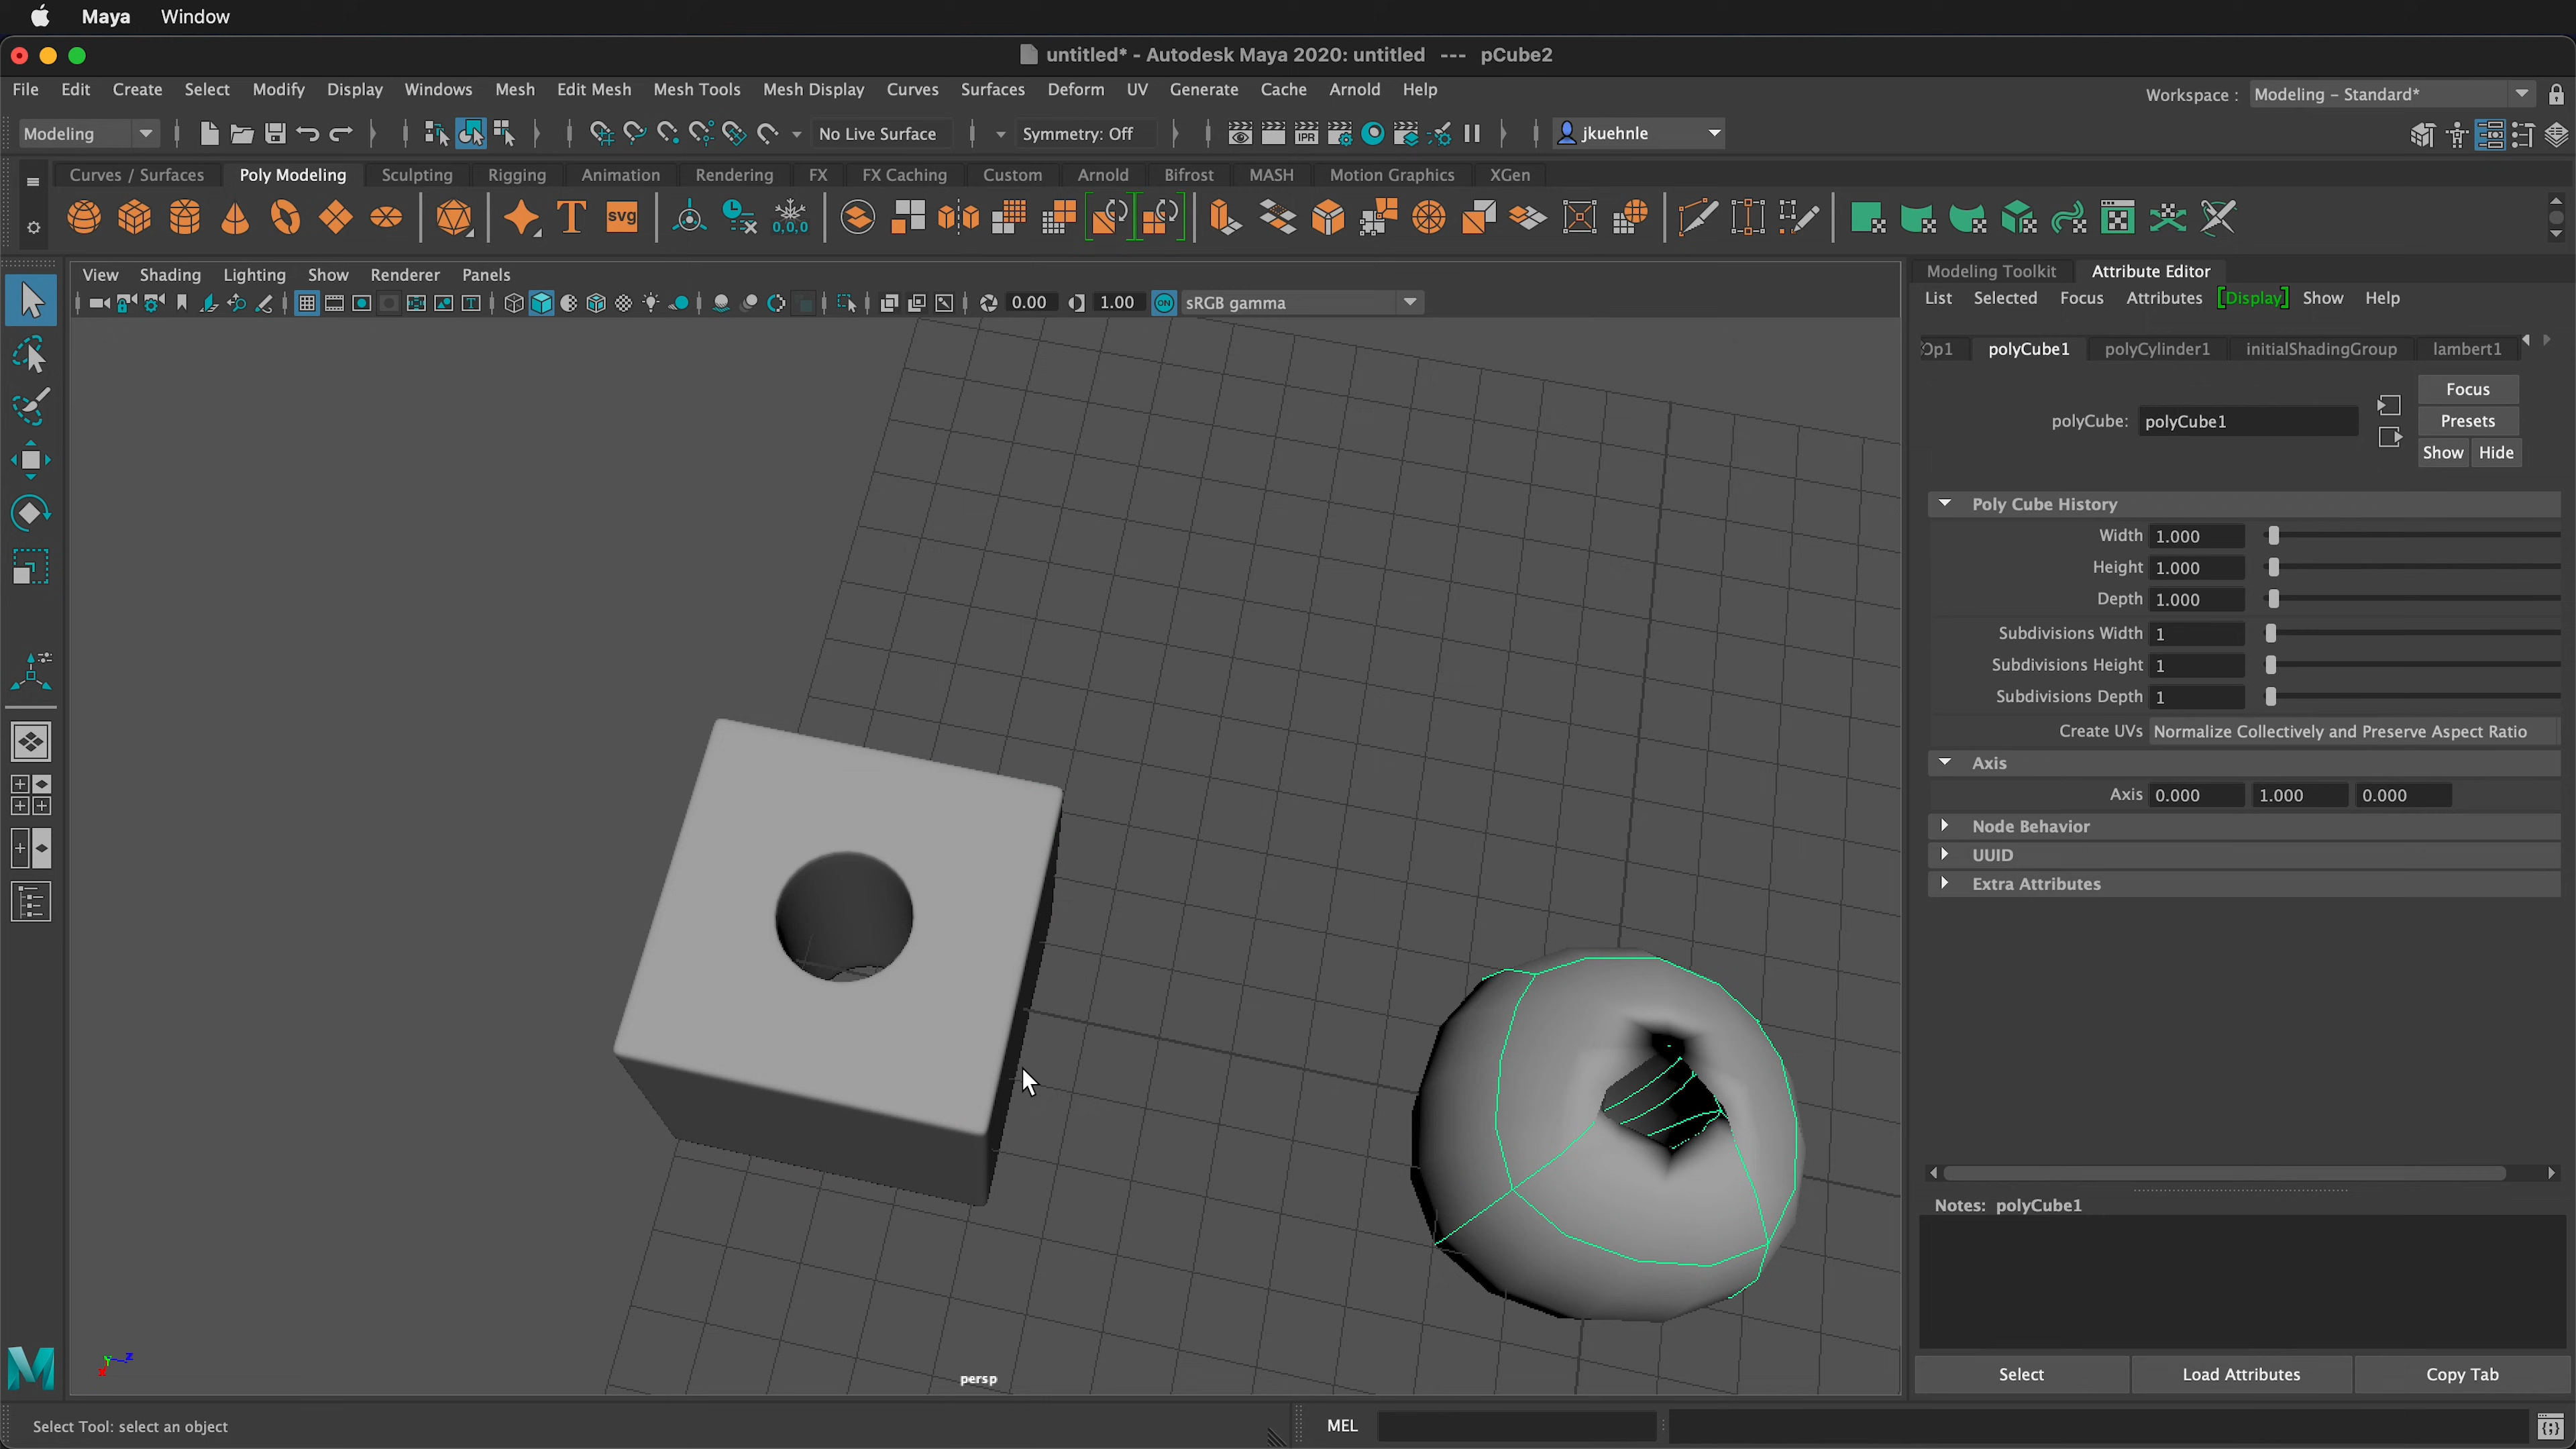 Maya Window
untitled* - Autodesk Maya 2020: untitled --- pCube2
File Edit Create Select Modify Display Windows Mesh Edit Mesh Mesh Tools Mesh Display Curves Surfaces Deform UV Generate Cache Arnold Help
Workspace : Modeling - Standard*
Modeling No Live Surface Symmetry: Off IPR jkuehnle
Curves / Surfaces Poly Modeling Sculpting Rigging Animation Rendering FX FX Caching Custom Arnold Bifrost MASH Motion Graphics XGen
T svg 0,0,0
View Shading Lighting Show Renderer Panels
0.00 1.00 ON sRGB gamma
Modeling Toolkit Attribute Editor
List Selected Focus Attributes [Display] Show Help
Op1 polyCube1 polyCylinder1 initialShadingGroup lambert1
polyCube: polyCube1
Focus
Presets
Show Hide
Poly Cube History
Width 1.000
Height 1.000
Depth 1.000
Subdivisions Width 1
Subdivisions Height 1
Subdivisions Depth 1
Create UVs Normalize Collectively and Preserve Aspect Ratio
Axis
Axis 0.000 1.000 0.000
Node Behavior
UUID
Extra Attributes
Notes: polyCube1
Select Load Attributes Copy Tab
persp
Y Z X
M
Select Tool: select an object
MEL